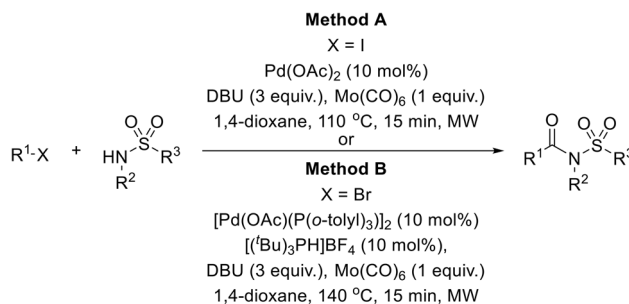 Method A
X = I
Pd(OAc)2 (10 mol%)
DBU (3 equiv.), Mo(CO)6 (1 equiv.)
1,4-dioxane, 110 oC, 15 min, MW
or
R1-X + HN S O O R3 R2
R1 O N R2 S O O R3
Method B
X = Br
[Pd(OAc)(P(o-tolyl)3)]2 (10 mol%)
[(tBu)3PH]BF4 (10 mol%),
DBU (3 equiv.), Mo(CO)6 (1 equiv.)
1,4-dioxane, 140 oC, 15 min, MW